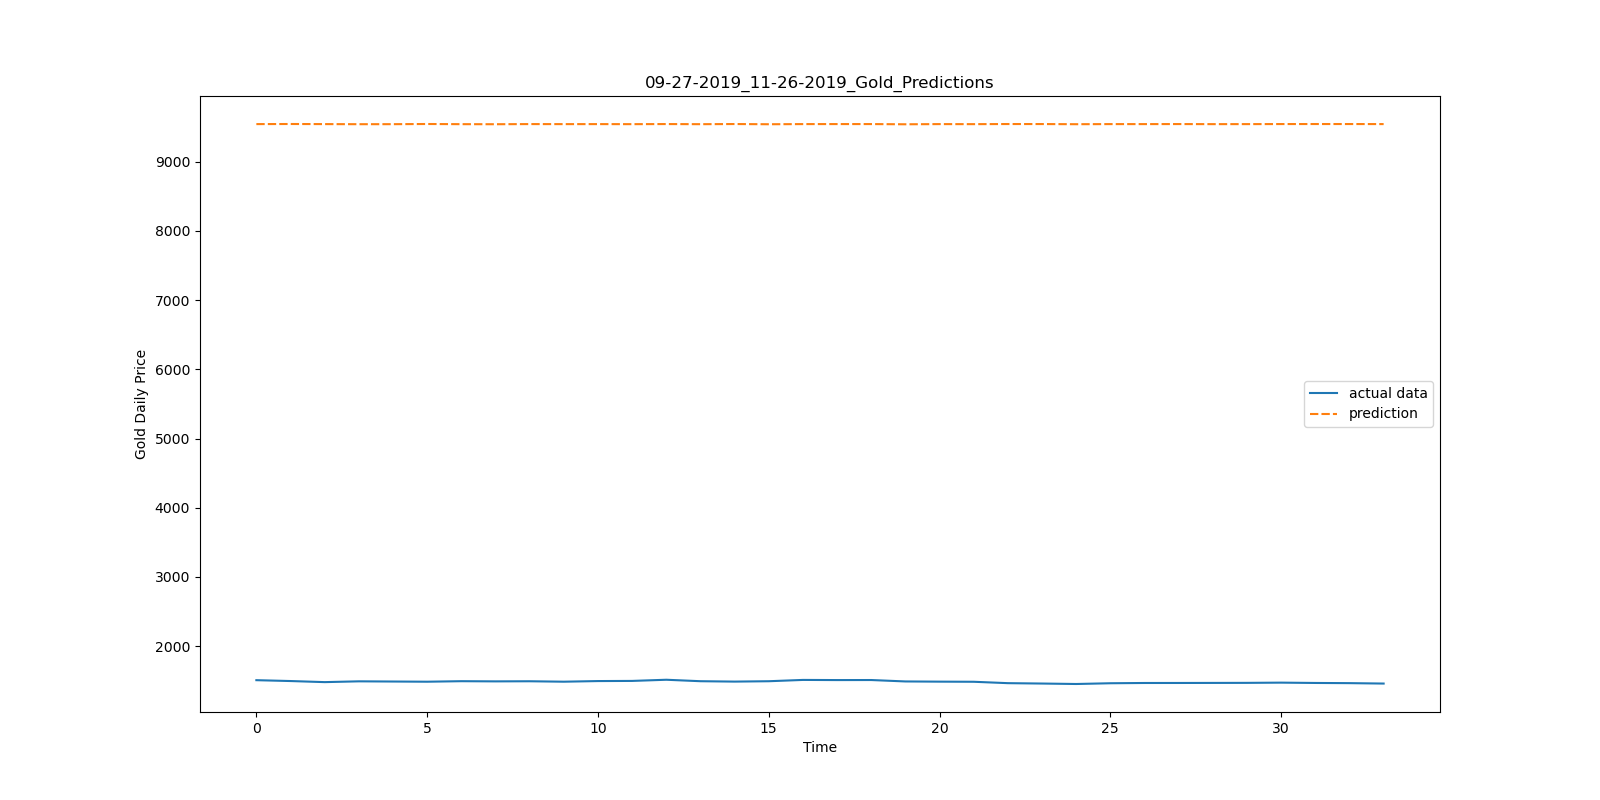 09-27-2019_11-26-2019_Gold_Predictions
Gold Daily Price
9000
8000
7000
6000
5000
4000
3000
2000
actual data
prediction
0 5 10 15 20 25 30
Time